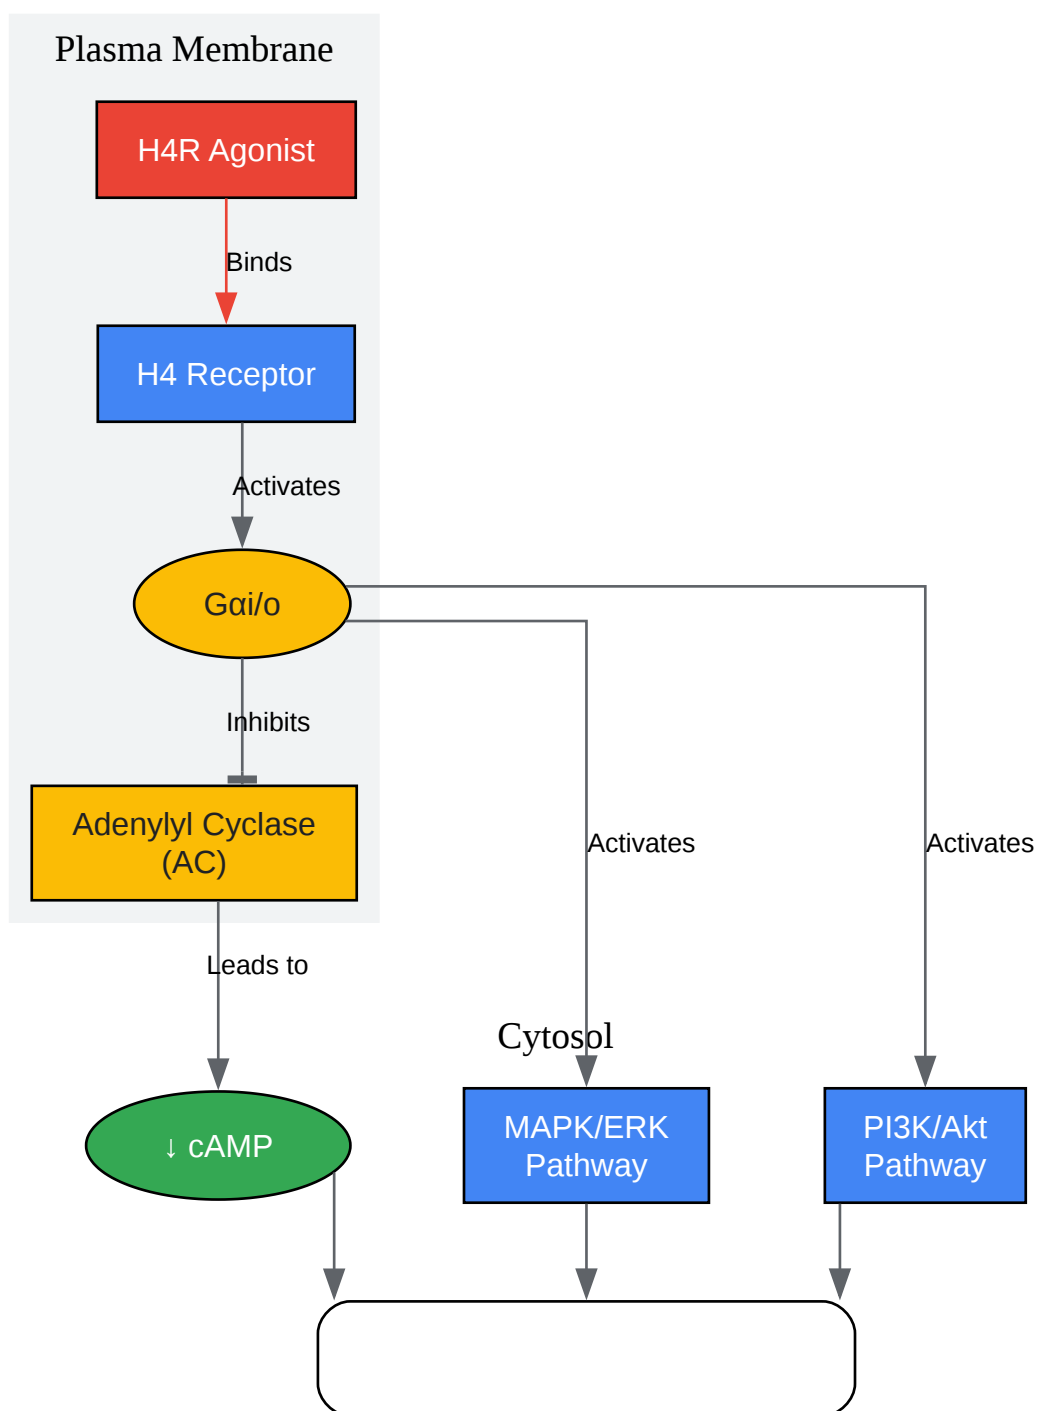 Plasma Membrane
H4R Agonist
Binds
H4 Receptor
Activates
Gαi/o
Inhibits
Adenylyl Cyclase
(AC)
Activates
Activates
Leads to
Cytosol
↓ cAMP
MAPK/ERK
Pathway
PI3K/Akt
Pathway